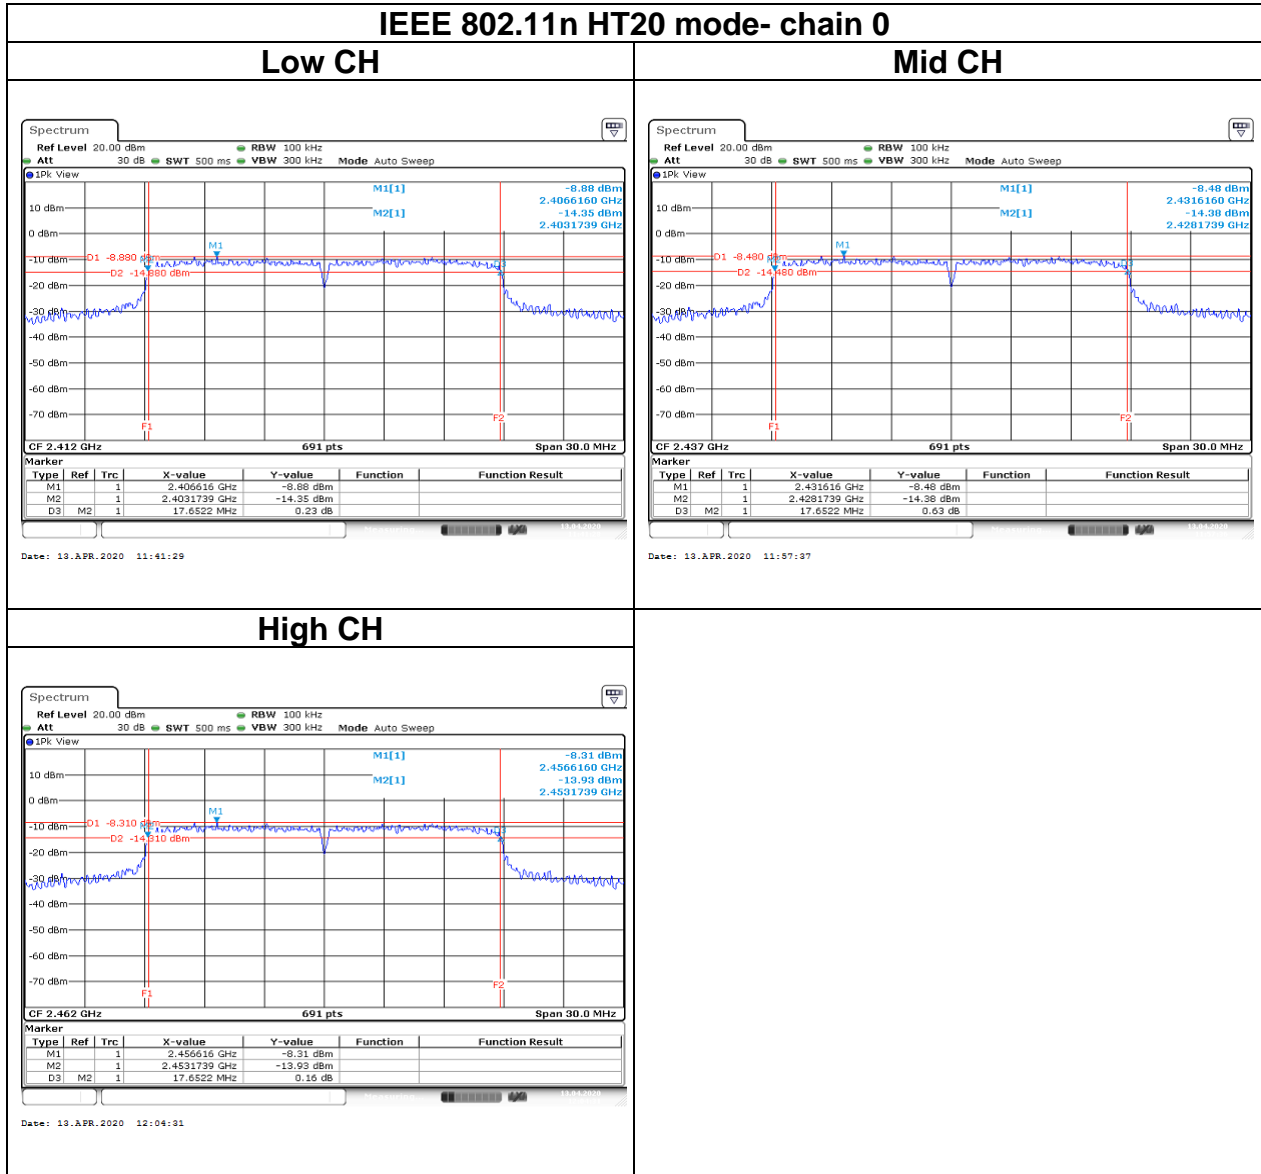 IEEE 802.11n HT20 mode- chain 0
Low CH
Mid CH
Spectrum
Ref Level 20.00 dBm RBW 100 kHz
Att 30 dB SWT 500 ms VBW 300 kHz Mode Auto Sweep
1Pk View
M1[1] -8.88 dBm
2.4066160 GHz
M2[1] -14.35 dBm
2.4031739 GHz
10 dBm
0 dBm
M1
D1 -8.880 dBm
-10 dBm
D2 -14.880 dBm
-20 dBm
-30 dBm
-40 dBm
-50 dBm
-60 dBm
-70 dBm
F1
F2
CF 2.412 GHz 691 pts Span 30.0 MHz
Marker
Type Ref Trc X-value Y-value Function Function Result
M1 1 2.406616 GHz -8.88 dBm
M2 1 2.4031739 GHz -14.35 dBm
D3 M2 1 17.6522 MHz 0.23 dB
Date: 13.APR.2020 11:41:29
Spectrum
Ref Level 20.00 dBm RBW 100 kHz
Att 30 dB SWT 500 ms VBW 300 kHz Mode Auto Sweep
1Pk View
M1[1] -8.48 dBm
2.4316160 GHz
M2[1] -14.38 dBm
2.4281739 GHz
10 dBm
0 dBm
M1
D1 -8.480 dBm
-10 dBm
D2 -14.480 dBm
-20 dBm
-30 dBm
-40 dBm
-50 dBm
-60 dBm
-70 dBm
F1
F2
CF 2.437 GHz 691 pts Span 30.0 MHz
Marker
Type Ref Trc X-value Y-value Function Function Result
M1 1 2.431616 GHz -8.48 dBm
M2 1 2.4281739 GHz -14.38 dBm
D3 M2 1 17.6522 MHz 0.63 dB
Date: 13.APR.2020 11:57:37
High CH
Spectrum
Ref Level 20.00 dBm RBW 100 kHz
Att 30 dB SWT 500 ms VBW 300 kHz Mode Auto Sweep
1Pk View
M1[1] -8.31 dBm
2.4566160 GHz
M2[1] -13.93 dBm
2.4531739 GHz
10 dBm
0 dBm
M1
D1 -8.310 dBm
-10 dBm
D2 -14.310 dBm
-20 dBm
-30 dBm
-40 dBm
-50 dBm
-60 dBm
-70 dBm
F1
F2
CF 2.462 GHz 691 pts Span 30.0 MHz
Marker
Type Ref Trc X-value Y-value Function Function Result
M1 1 2.456616 GHz -8.31 dBm
M2 1 2.4531739 GHz -13.93 dBm
D3 M2 1 17.6522 MHz 0.16 dB
Date: 13.APR.2020 12:04:31